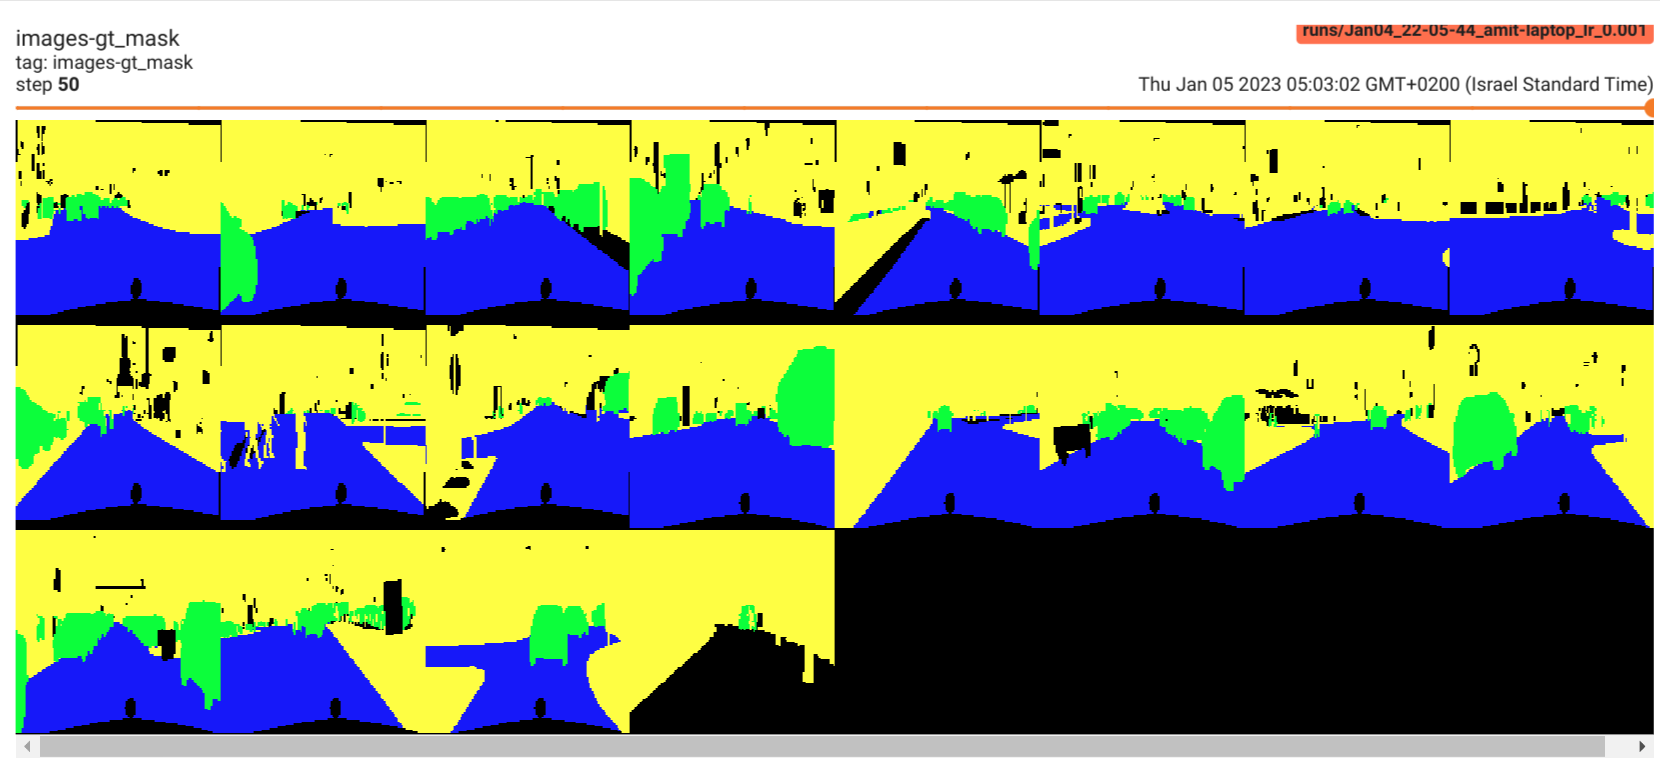 images-gt_mask
runs/Jan04_22-05-44_amit-laptop_lr_0.001
tag: images-gt_mask
step 50
Thu Jan 05 2023 05:03:02 GMT+0200 (Israel Standard Time)